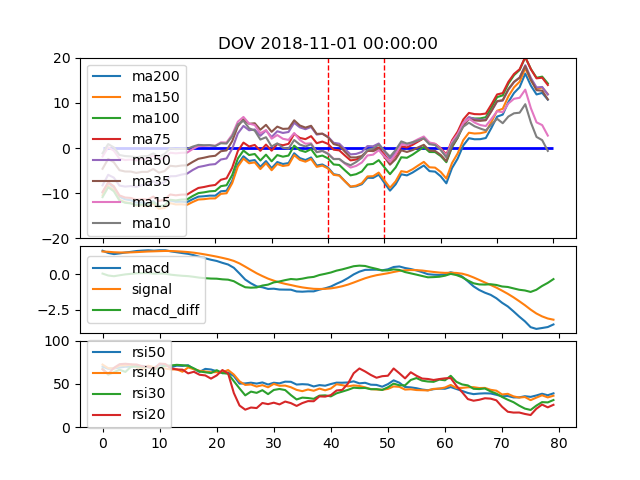 DOV 2018-11-01 00:00:00
20
10
0
−10
−20
ma200
ma150
ma100
ma75
ma50
ma35
ma15
ma10
0.0
−2.5
macd
signal
macd_diff
100
50
0
rsi50
rsi40
rsi30
rsi20
0 10 20 30 40 50 60 70 80